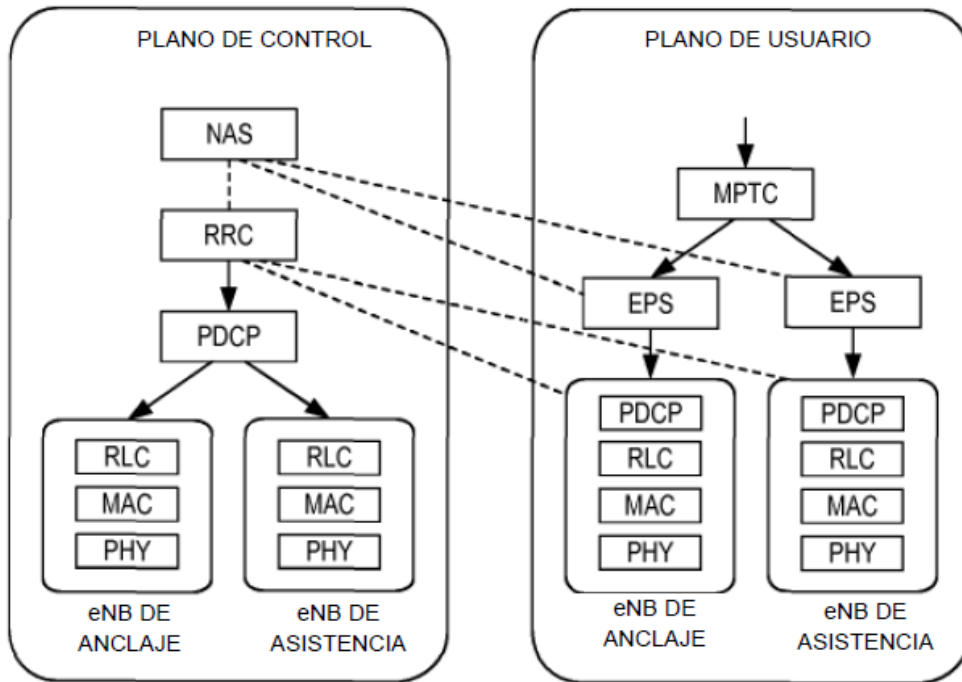 PLANO DE CONTROL
NAS
RRC
PDCP
RLC
MAC
PHY
eNB DE
ANCLAJE
RLC
MAC
PHY
eNB DE
ASISTENCIA
PLANO DE USUARIO
MPTC
EPS
EPS
PDCP
RLC
MAC
PHY
eNB DE
ANCLAJE
PDCP
RLC
MAC
PHY
eNB DE
ASISTENCIA